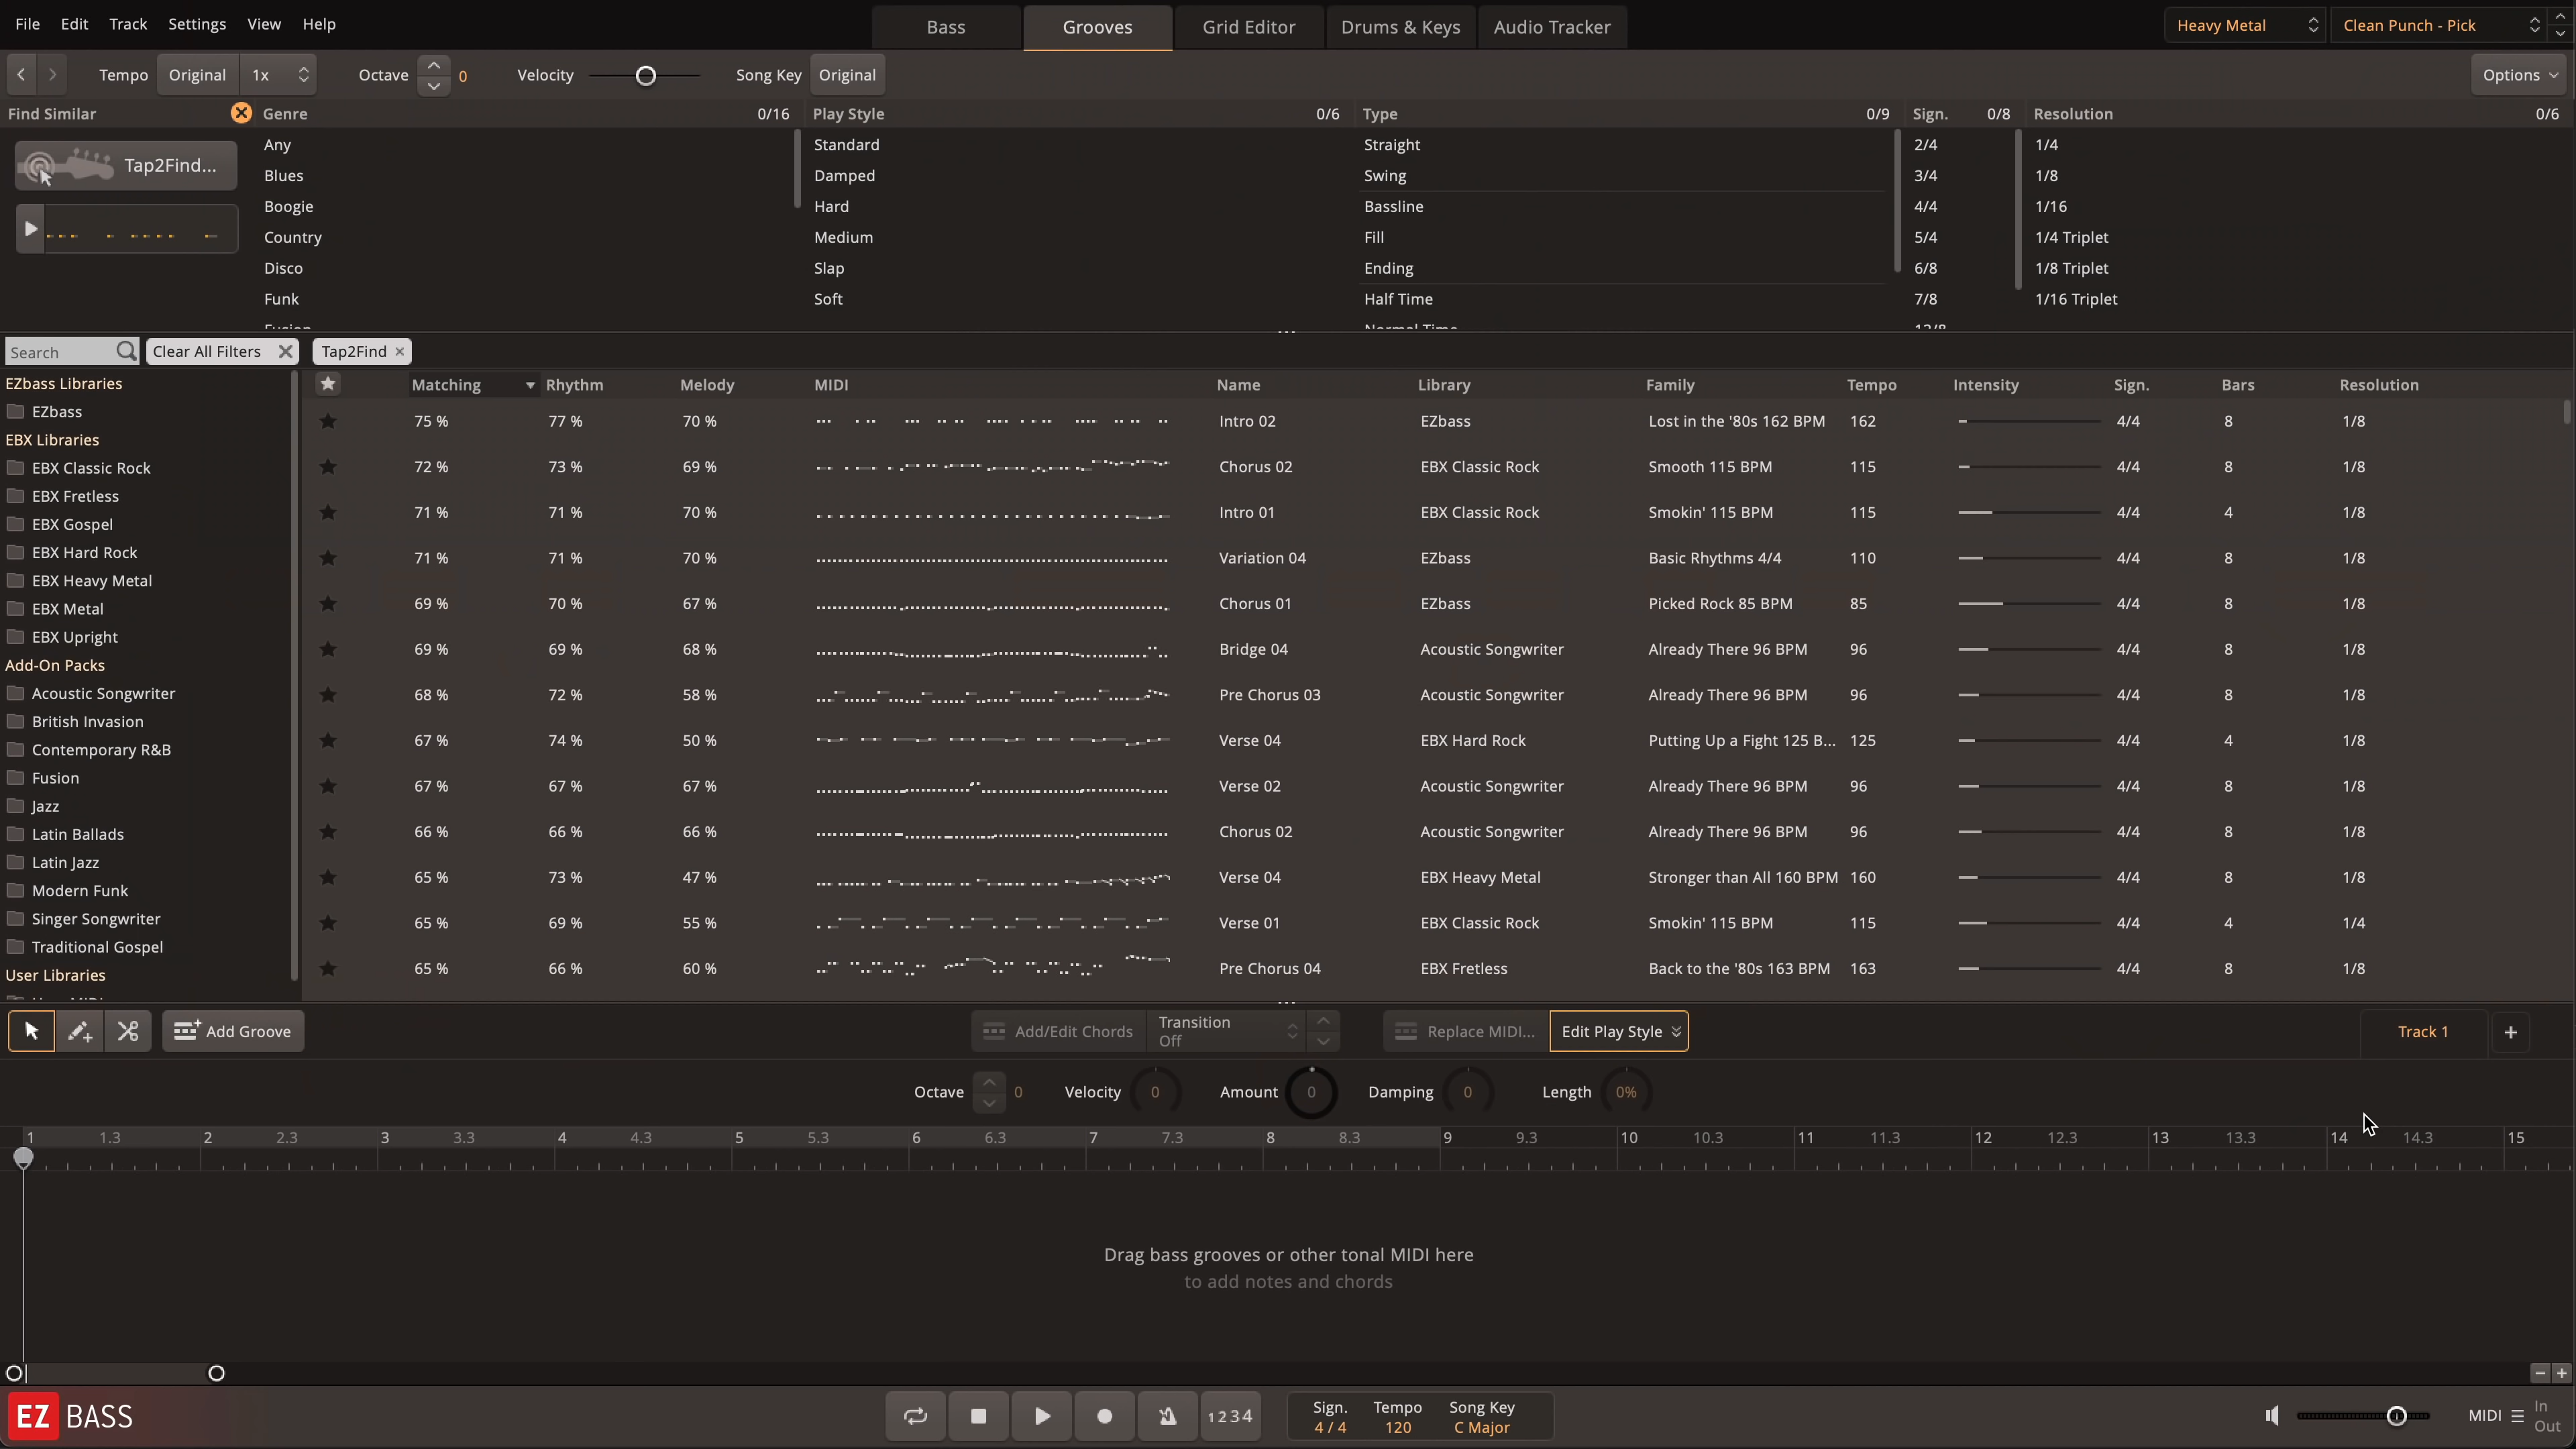 File Edit Track Settings View Help Bass Grooves Grid Editor Drums & Keys Audio Tracker Heavy Metal Clean Punch - Pick
Tempo Original 1x Octave 0 Velocity Song Key Original Options
Find Similar Genre 0/16 Play Style 0/6 Type 0/9 Sign. 0/8 Resolution 0/6
Any Standard Straight 2/4 1/4
Tap2Find...
Blues Damped Swing 3/4 1/8
Boogie Hard Bassline 4/4 1/16
Country Medium Fill 5/4 1/4 Triplet
Disco Slap Ending 6/8 1/8 Triplet
Funk Soft Half Time 7/8 1/16 Triplet
Fusion Normal Time 12/8
Search Clear All Filters Tap2Find
EZbass Libraries
EZbass
EBX Libraries
EBX Classic Rock
EBX Fretless
EBX Gospel
EBX Hard Rock
EBX Heavy Metal
EBX Metal
EBX Upright
Add-On Packs
Acoustic Songwriter
British Invasion
Contemporary R&B
Fusion
Jazz
Latin Ballads
Latin Jazz
Modern Funk
Singer Songwriter
Traditional Gospel
User Libraries
Matching Rhythm Melody MIDI Name Library Family Tempo Intensity Sign. Bars Resolution
75 % 77 % 70 % Intro 02 EZbass Lost in the '80s 162 BPM 162 4/4 8 1/8
72 % 73 % 69 % Chorus 02 EBX Classic Rock Smooth 115 BPM 115 4/4 8 1/8
71 % 71 % 70 % Intro 01 EBX Classic Rock Smokin' 115 BPM 115 4/4 4 1/8
71 % 71 % 70 % Variation 04 EZbass Basic Rhythms 4/4 110 4/4 8 1/8
69 % 70 % 67 % Chorus 01 EZbass Picked Rock 85 BPM 85 4/4 8 1/8
69 % 69 % 68 % Bridge 04 Acoustic Songwriter Already There 96 BPM 96 4/4 8 1/8
68 % 72 % 58 % Pre Chorus 03 Acoustic Songwriter Already There 96 BPM 96 4/4 8 1/8
67 % 74 % 50 % Verse 04 EBX Hard Rock Putting Up a Fight 125 B... 125 4/4 4 1/8
67 % 67 % 67 % Verse 02 Acoustic Songwriter Already There 96 BPM 96 4/4 8 1/8
66 % 66 % 66 % Chorus 02 Acoustic Songwriter Already There 96 BPM 96 4/4 8 1/8
65 % 73 % 47 % Verse 04 EBX Heavy Metal Stronger than All 160 BPM 160 4/4 8 1/8
65 % 69 % 55 % Verse 01 EBX Classic Rock Smokin' 115 BPM 115 4/4 4 1/4
65 % 66 % 60 % Pre Chorus 04 EBX Fretless Back to the '80s 163 BPM 163 4/4 8 1/8
Add Groove Add/Edit Chords Transition Off Replace MIDI... Edit Play Style Track 1 +
Octave 0 Velocity 0 Amount 0 Damping 0 Length 0%
1 1.3 2 2.3 3 3.3 4 4.3 5 5.3 6 6.3 7 7.3 8 8.3 9 9.3 10 10.3 11 11.3 12 12.3 13 13.3 14 14.3 15
Drag bass grooves or other tonal MIDI here
to add notes and chords
EZ BASS 1234
Sign. Tempo Song Key
4 / 4 120 C Major
MIDI In
Out